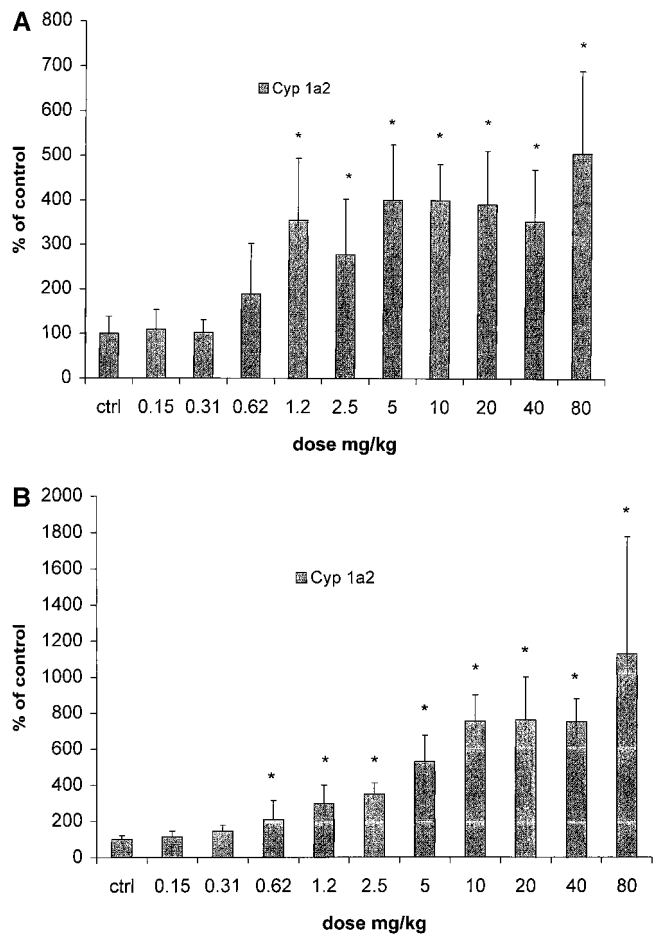 A
800
700
600
500
400
300
200
100
0
% of control
Cyp 1a2
* * * * * * *
ctrl 0.15 0.31 0.62 1.2 2.5 5 10 20 40 80
dose mg/kg
B
2000
1800
1600
1400
1200
1000
800
600
400
200
0
% of control
Cyp 1a2
* * * * * * * *
ctrl 0.15 0.31 0.62 1.2 2.5 5 10 20 40 80
dose mg/kg